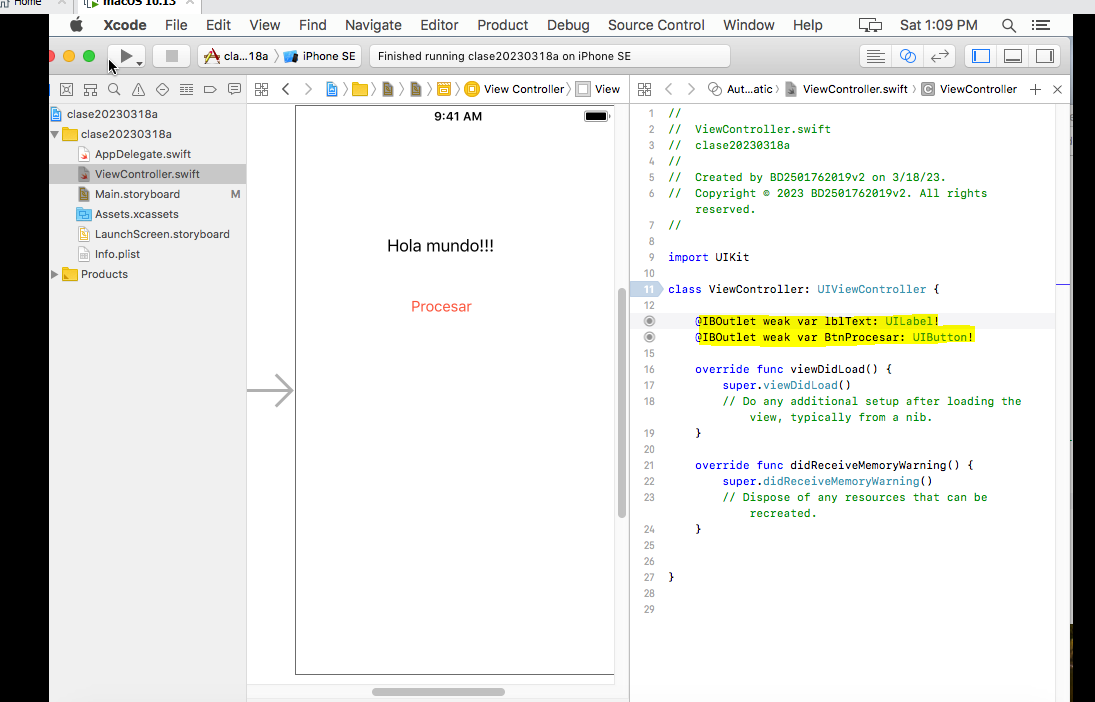 Home
macOS 10.13
Xcode File Edit View Find Navigate Editor Product Debug Source Control Window Help Sat 1:09 PM
cla...18a iPhone SE Finished running clase20230318a on iPhone SE
View Controller View Aut...atic ViewController.swift C ViewController
clase20230318a
clase20230318a
AppDelegate.swift
ViewController.swift
Main.storyboard M
Assets.xcassets
LaunchScreen.storyboard
Info.plist
Products
9:41 AM
Hola mundo!!!
Procesar
1 //
2 // ViewController.swift
3 // clase20230318a
4 //
5 // Created by BD2501762019v2 on 3/18/23.
6 // Copyright © 2023 BD2501762019v2. All rights
reserved.
7 //
8
9 import UIKit
10
11 class ViewController: UIViewController {
12
@IBOutlet weak var lblText: UILabel!
@IBOutlet weak var BtnProcesar: UIButton!
15
16 override func viewDidLoad() {
17 super.viewDidLoad()
18 // Do any additional setup after loading the
view, typically from a nib.
19 }
20
21 override func didReceiveMemoryWarning() {
22 super.didReceiveMemoryWarning()
23 // Dispose of any resources that can be
recreated.
24 }
25
26
27 }
28
29